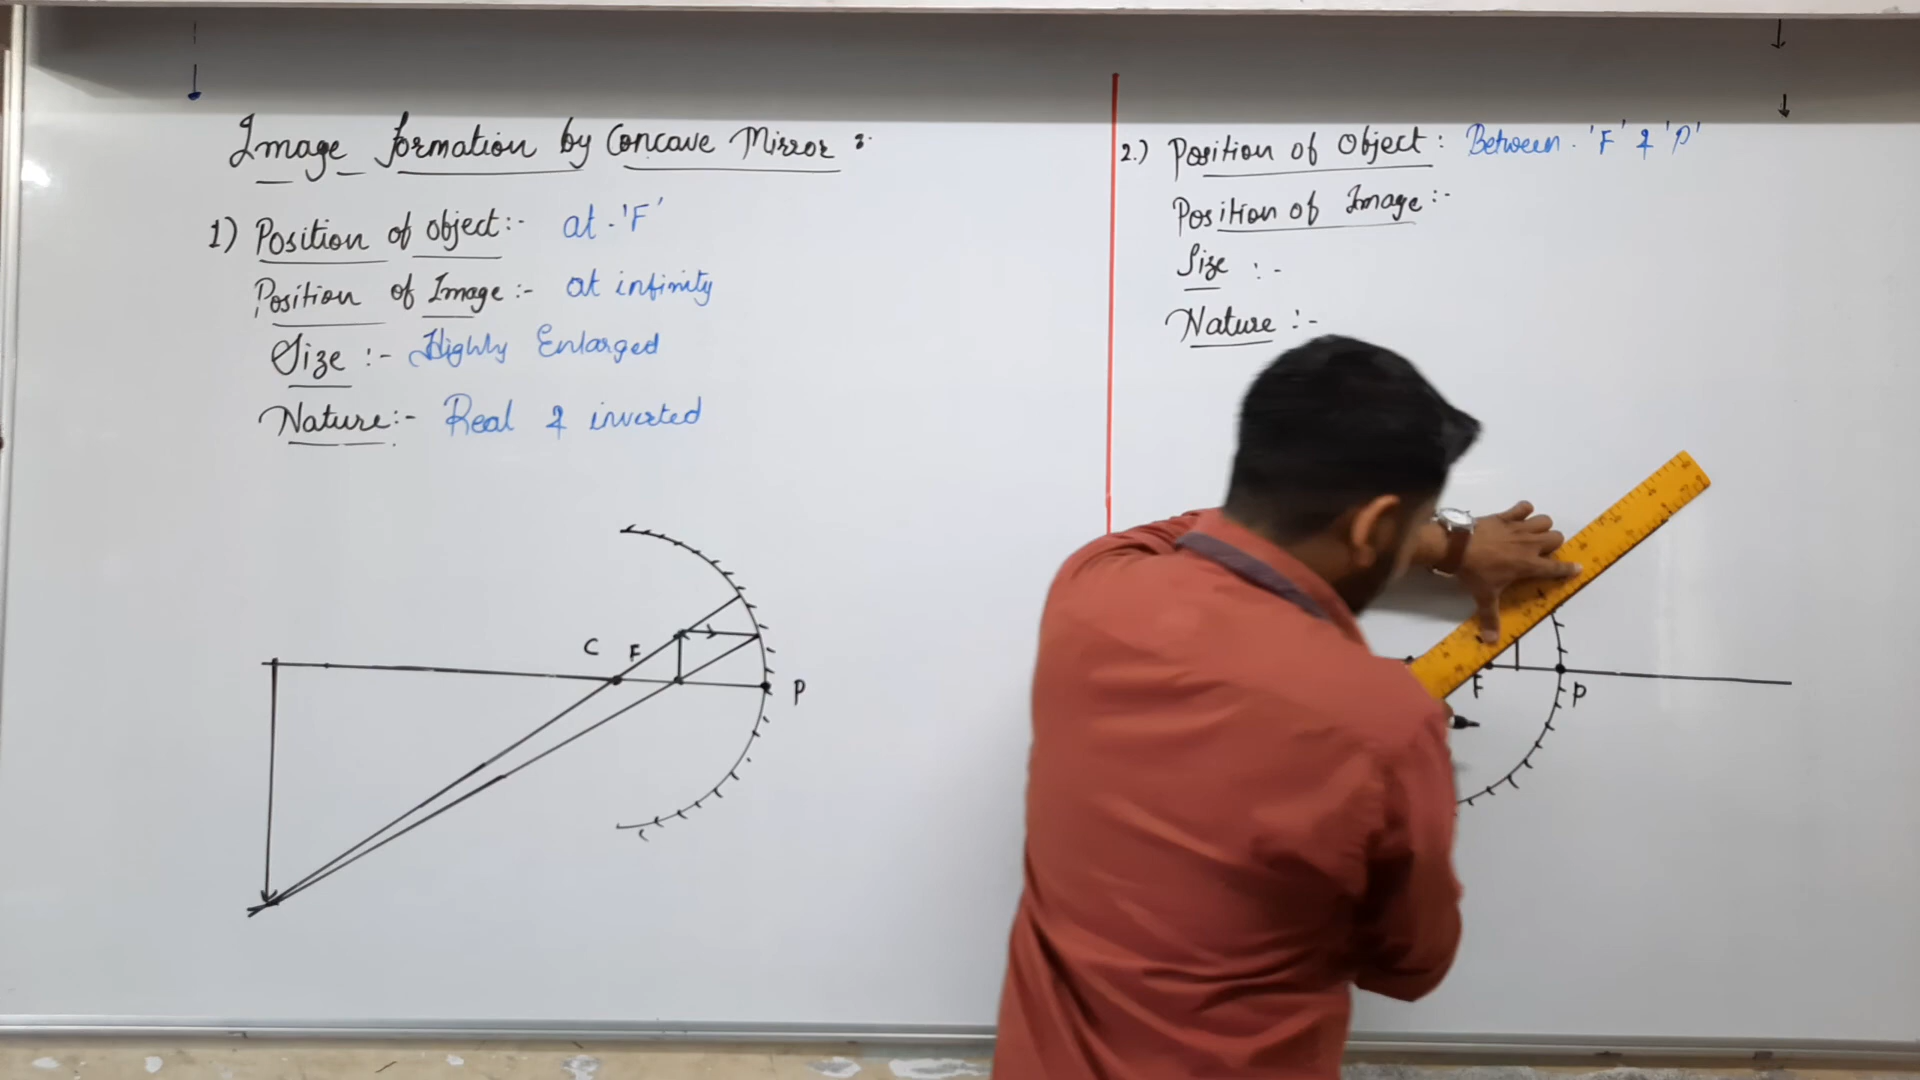 Image formation by Concave Mirror :-
1) Position of object:- at 'F'
Position of Image :- at infinity
Size :- Highly Enlarged
Nature:- Real & inverted
C F
P
2.) Position of Object : Between 'F' & 'P'
Position of Image :-
Size :-
Nature :-
F P